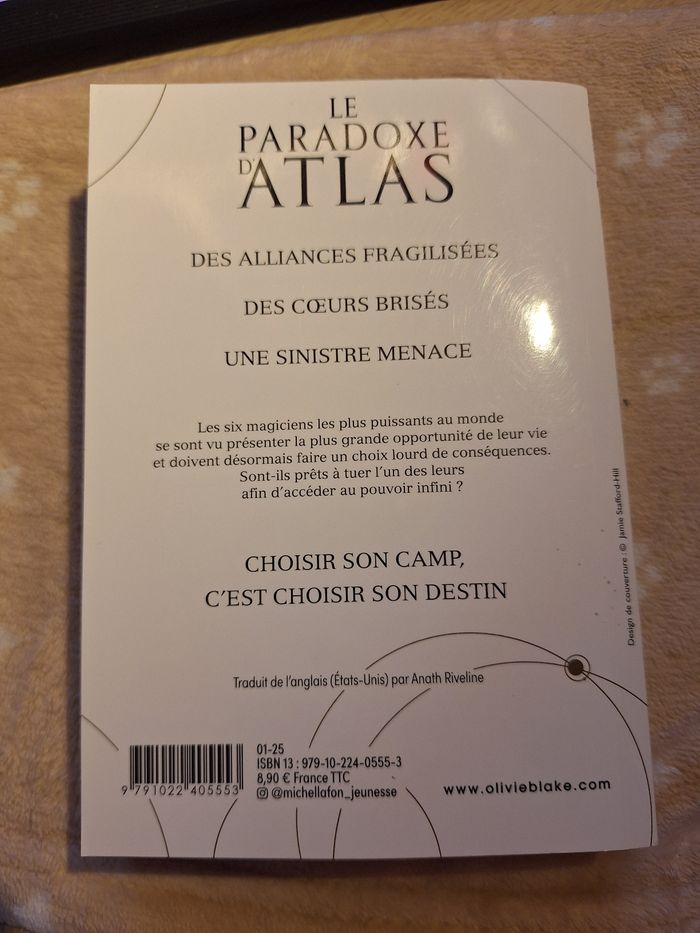 LE
PARADOXE
D'ATLAS
DES ALLIANCES FRAGILISÉES
DES CŒURS BRISÉS
UNE SINISTRE MENACE
Les six magiciens les plus puissants au monde
se sont vu présenter la plus grande opportunité de leur vie
et doivent désormais faire un choix lourd de conséquences.
Sont-ils prêts à tuer l'un des leurs
afin d'accéder au pouvoir infini ?
CHOISIR SON CAMP,
C'EST CHOISIR SON DESTIN
Design de couverture : © Jamie Stafford-Hill
Traduit de l'anglais (États-Unis) par Anath Riveline
01-25
ISBN 13 : 979-10-224-0555-3
8,90 € France TTC
@michellafon_jeunesse
9 791022 405553
www.olivieblake.com